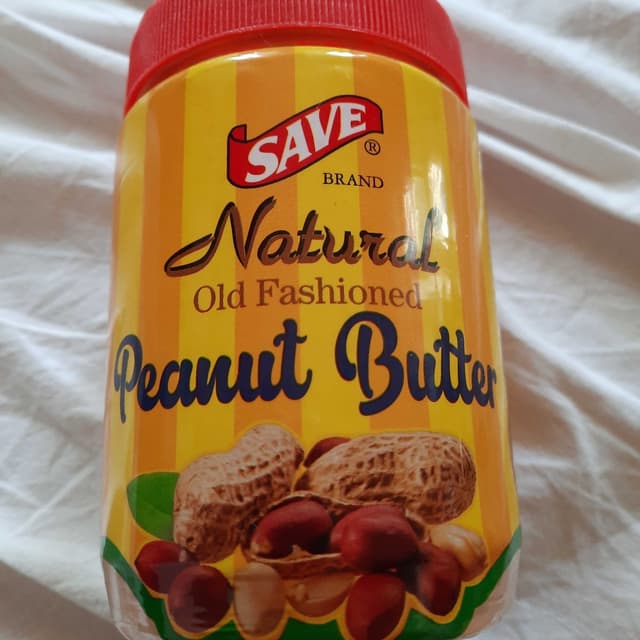 SAVE®
BRAND
Natural
Old Fashioned
Peanut Butter